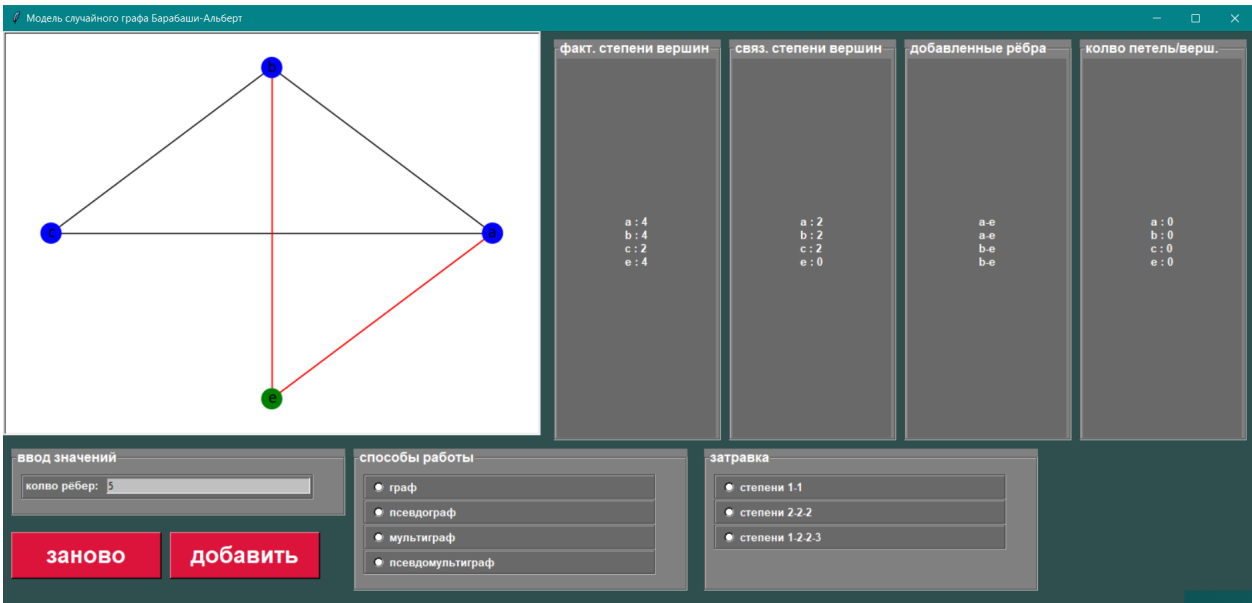 Модель случайного графа Барабаши-Альберт
b
c
a
e
факт. степени вершин
a : 4
b : 4
c : 2
e : 4
связ. степени вершин
a : 2
b : 2
c : 2
e : 0
добавленные рёбра
a-e
a-e
b-e
b-e
колво петель/верш.
a : 0
b : 0
c : 0
e : 0
ввод значений
колво рёбер: 5
заново
добавить
способы работы
граф
псевдограф
мультиграф
псевдомультиграф
затравка
степени 1-1
степени 2-2-2
степени 1-2-2-3